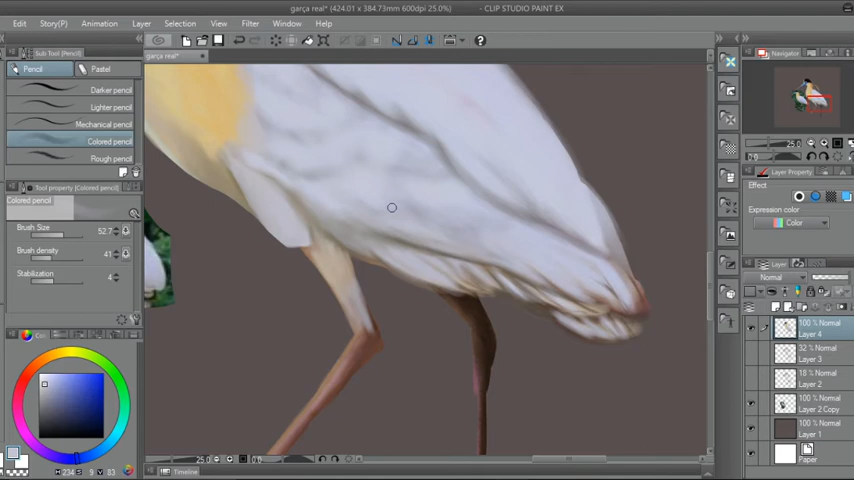 garça real* (424.01 x 384.73mm 600dpi 25.0%) - CLIP STUDIO PAINT EX
Edit Story(P) Animation Layer Selection View Filter Window Help
Sub Tool [Pencil]
garça real*
Navigator
Pencil Pastel
Darker pencil
Lighter pencil
Mechanical pencil
Colored pencil
Rough pencil
Tool property [Colored pencil]
Colored pencil
Brush Size 52.7
Brush density 41
Stabilization 4
25.0
0.0
Layer Property
Effect
Expression color
Color
Layer
Normal
100 % Normal
Layer 4
32 % Normal
Layer 3
18 % Normal
Layer 2
100 % Normal
Layer 2 Copy
100 % Normal
Layer 1
Paper
H 234 S 9 V 83
25.0 0.0
Timeline